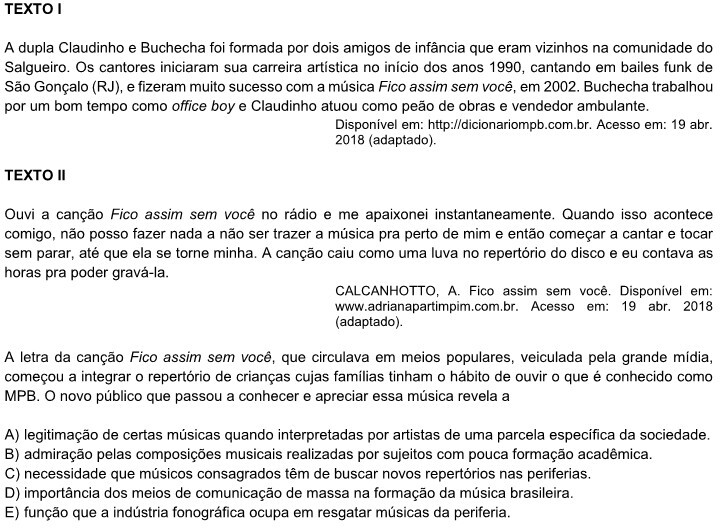 TEXTO I
A dupla Claudinho e Buchecha foi formada por dois amigos de infância que eram vizinhos na comunidade do
Salgueiro. Os cantores iniciaram sua carreira artística no início dos anos 1990, cantando em bailes funk de
São Gonçalo (RJ), e fizeram muito sucesso com a música Fico assim sem você, em 2002. Buchecha trabalhou
por um bom tempo como office boy e Claudinho atuou como peão de obras e vendedor ambulante.
Disponível em: http://dicionariompb.com.br. Acesso em: 19 abr.
2018 (adaptado).
TEXTO II
Ouvi a canção Fico assim sem você no rádio e me apaixonei instantaneamente. Quando isso acontece
comigo, não posso fazer nada a não ser trazer a música pra perto de mim e então começar a cantar e tocar
sem parar, até que ela se torne minha. A canção caiu como uma luva no repertório do disco e eu contava as
horas pra poder gravá-la.
CALCANHOTTO, A. Fico assim sem você. Disponível em:
www.adrianapartimpim.com.br. Acesso em: 19 abr. 2018
(adaptado).
A letra da canção Fico assim sem você, que circulava em meios populares, veiculada pela grande mídia,
começou a integrar o repertório de crianças cujas famílias tinham o hábito de ouvir o que é conhecido como
MPB. O novo público que passou a conhecer e apreciar essa música revela a
A) legitimação de certas músicas quando interpretadas por artistas de uma parcela específica da sociedade.
B) admiração pelas composições musicais realizadas por sujeitos com pouca formação acadêmica.
C) necessidade que músicos consagrados têm de buscar novos repertórios nas periferias.
D) importância dos meios de comunicação de massa na formação da música brasileira.
E) função que a indústria fonográfica ocupa em resgatar músicas da periferia.